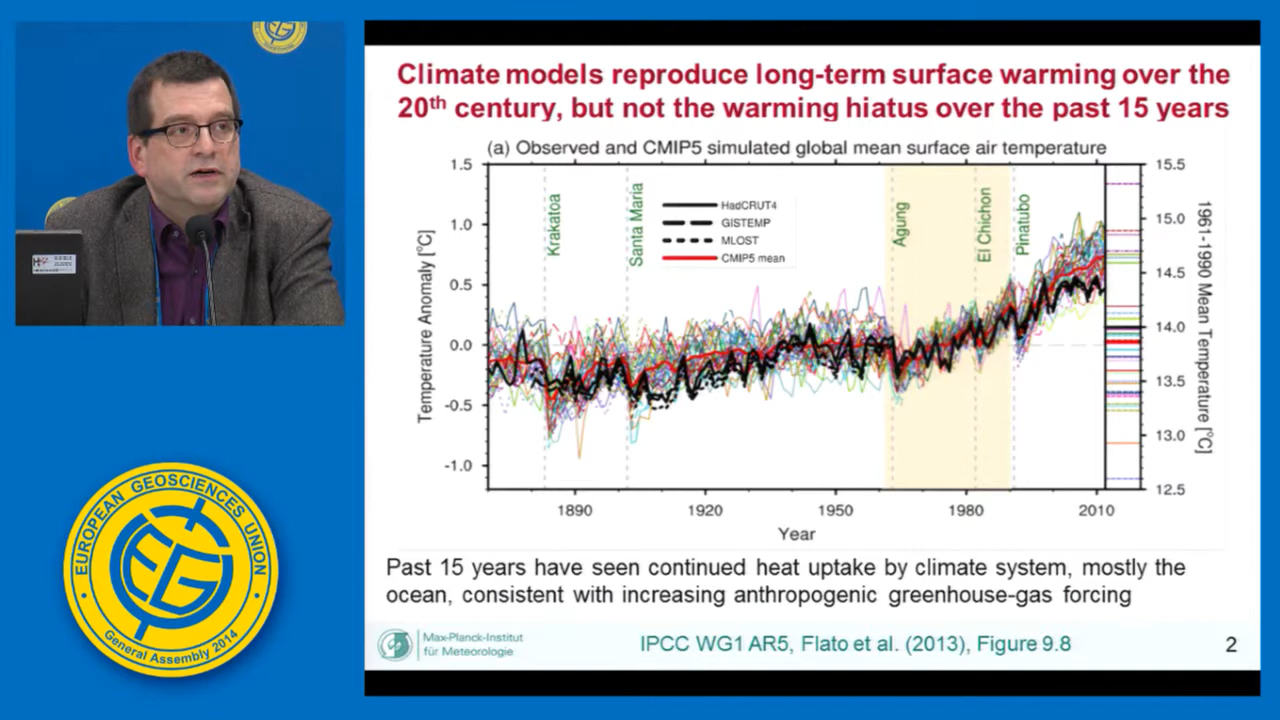 Climate models reproduce long-term surface warming over the
20th century, but not the warming hiatus over the past 15 years
(a) Observed and CMIP5 simulated global mean surface air temperature
1.5
1.0
0.5
0.0
-0.5
-1.0
Temperature Anomaly [°C]
Krakatoa
Santa Maria
HadCRUT4
GISTEMP
MLOST
CMIP5 mean
Agung
El Chichon
Pinatubo
15.5
15.0
14.5
14.0
13.5
13.0
12.5
1961-1990 Mean Temperature [°C]
1890
1920
1950
1980
2010
Year
Past 15 years have seen continued heat uptake by climate system, mostly the
ocean, consistent with increasing anthropogenic greenhouse-gas forcing
Max-Planck-Institut
für Meteorologie
IPCC WG1 AR5, Flato et al. (2013), Figure 9.8
2
EUROPEAN GEOSCIENCES UNION
EGU
General Assembly 2014